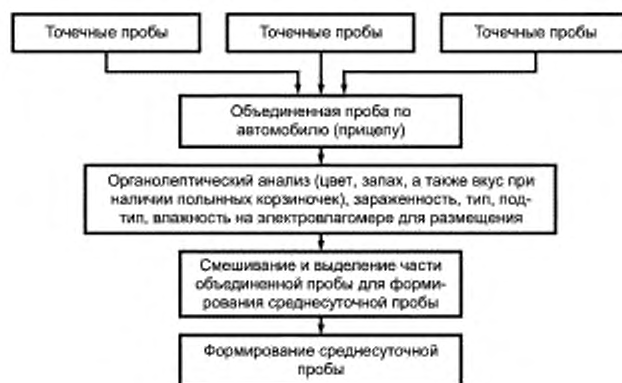 Точечные пробы
Точечные пробы
Точечные пробы
Объединенная проба по
автомобилю (прицепу)
Органолептический анализ (цвет, запах, а также вкус при
наличии полынных корзиночек), зараженность, тип, под-
тип, влажность на электровлагомере для размещения
Смешивание и выделение части
объединенной пробы для форми-
рования среднесуточной пробы
Формирование среднесуточной
пробы